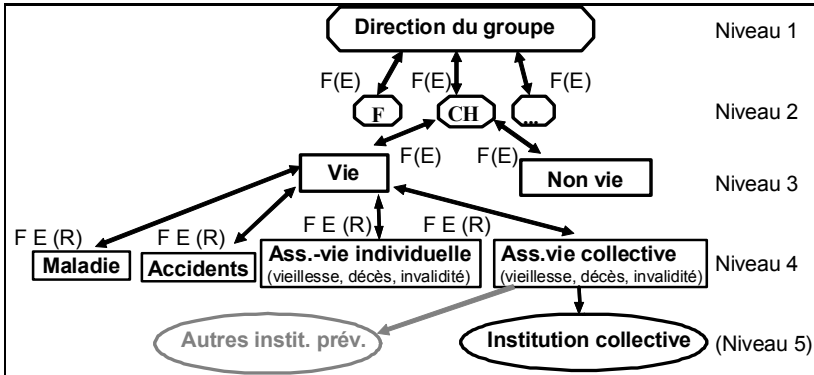 Direction du groupe
Niveau 1
F(E)
F(E)
F(E)
F
CH
...
Niveau 2
F(E)
F(E)
Vie
Non vie
Niveau 3
F E (R)
F E (R)
F E (R)
F E (R)
Maladie
Accidents
Ass.-vie individuelle
(vieillesse, décès, invalidité)
Ass.vie collective
(vieillesse, décès, invalidité)
Niveau 4
Autres instit. prév.
Institution collective
(Niveau 5)